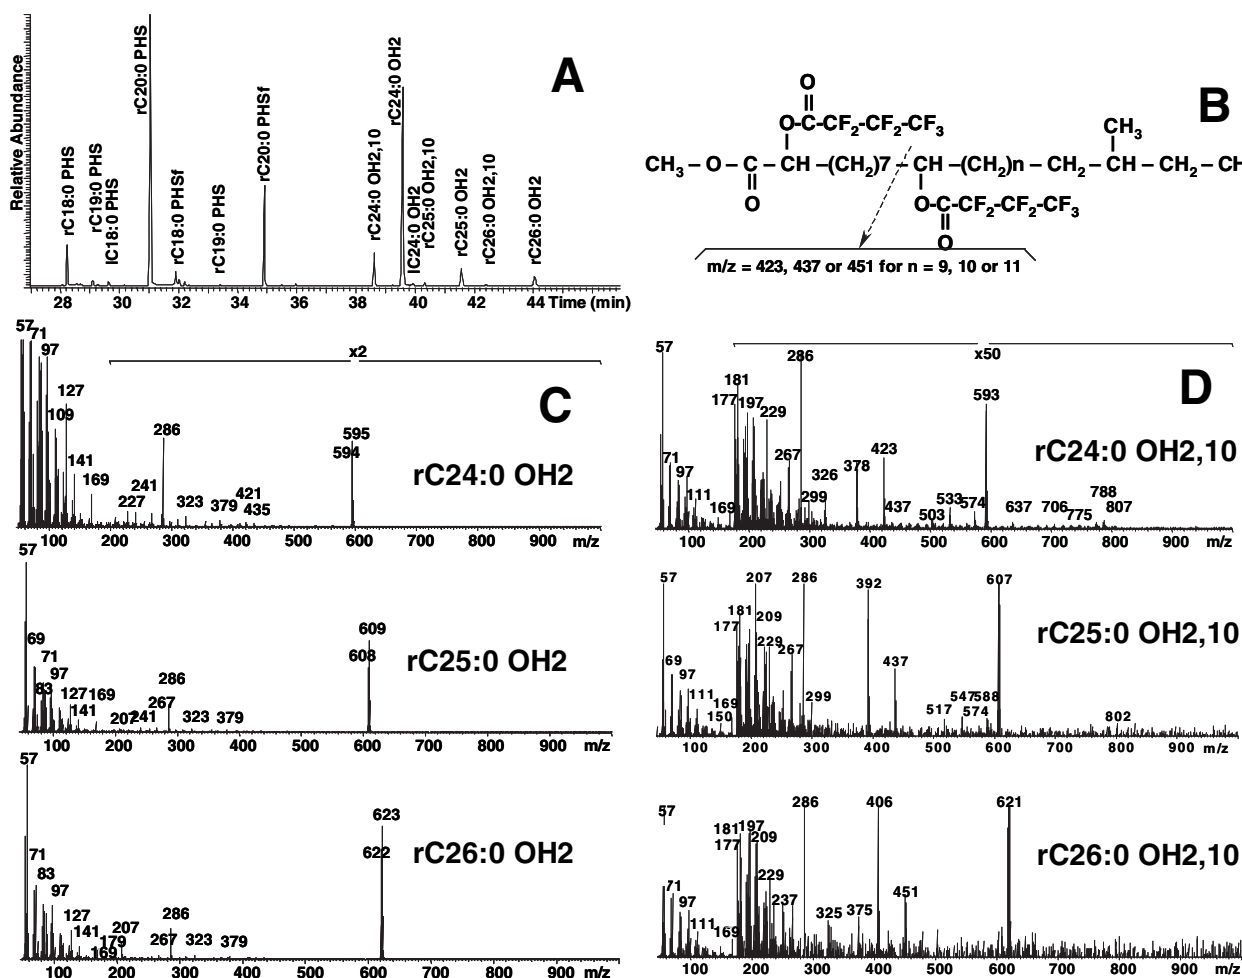 A
Relative Abundance
rC18:0 PHS
rC19:0 PHS
IC18:0 PHS
rC20:0 PHS
rC18:0 PHSf
rC19:0 PHS
rC20:0 PHSf
rC24:0 OH2,10
rC24:0 OH2
IC24:0 OH2
rC25:0 OH2,10
rC25:0 OH2
rC26:0 OH2,10
rC26:0 OH2
28 30 32 34 36 38 40 42 44 Time (min)
B
O
O-C-CF2-CF2-CF3
CH3
CH3 O C CH (CH2)7 CH (CH2)n CH2 CH CH2 CH
O
O-C-CF2-CF2-CF3
O
m/z = 423, 437 or 451 for n = 9, 10 or 11
C
x2
57 71 97 109 127 141 169 227 241 286 323 379 421 435 594 595
rC24:0 OH2
100 200 300 400 500 600 700 800 900 m/z
57 69 71 83 97 127 141 169 207 241 267 286 323 379 608 609
rC25:0 OH2
100 200 300 400 500 600 700 800 900 m/z
57 71 83 97 127 141 169 179 207 267 286 323 379 622 623
rC26:0 OH2
100 200 300 400 500 600 700 800 900 m/z
D
x50
57 71 97 111 169 177 181 197 229 267 286 299 326 378 423 437 503 533 574 593 637 706 775 788 807
rC24:0 OH2,10
100 200 300 400 500 600 700 800 900 m/z
57 69 97 111 150 169 177 181 207 209 229 267 286 299 392 437 517 547 574 588 607 802
rC25:0 OH2,10
100 200 300 400 500 600 700 800 900 m/z
57 71 97 111 169 177 181 197 209 229 237 286 325 375 406 451 621
rC26:0 OH2,10
100 200 300 400 500 600 700 800 900 m/z